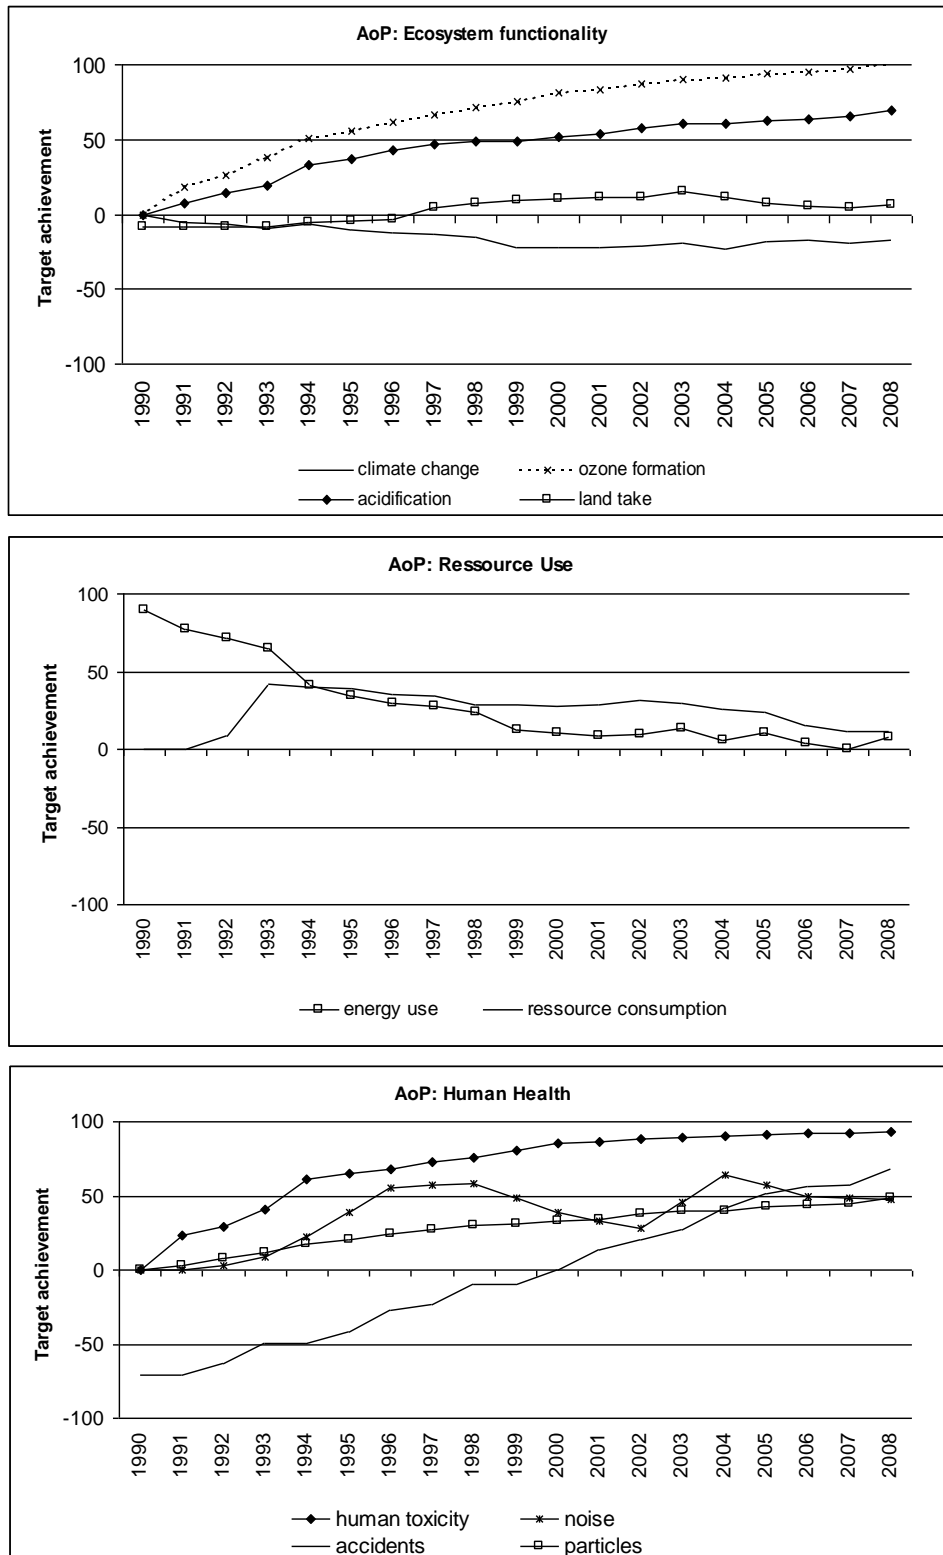 AoP: Ecosystem functionality
Target achievement
100
50
0
-50
-100
1990 1991 1992 1993 1994 1995 1996 1997 1998 1999 2000 2001 2002 2003 2004 2005 2006 2007 2008
climate change ozone formation
acidification land take
AoP: Ressource Use
Target achievement
100
50
0
-50
-100
1990 1991 1992 1993 1994 1995 1996 1997 1998 1999 2000 2001 2002 2003 2004 2005 2006 2007 2008
energy use ressource consumption
AoP: Human Health
Target achievement
100
50
0
-50
-100
1990 1991 1992 1993 1994 1995 1996 1997 1998 1999 2000 2001 2002 2003 2004 2005 2006 2007 2008
human toxicity noise
accidents particles